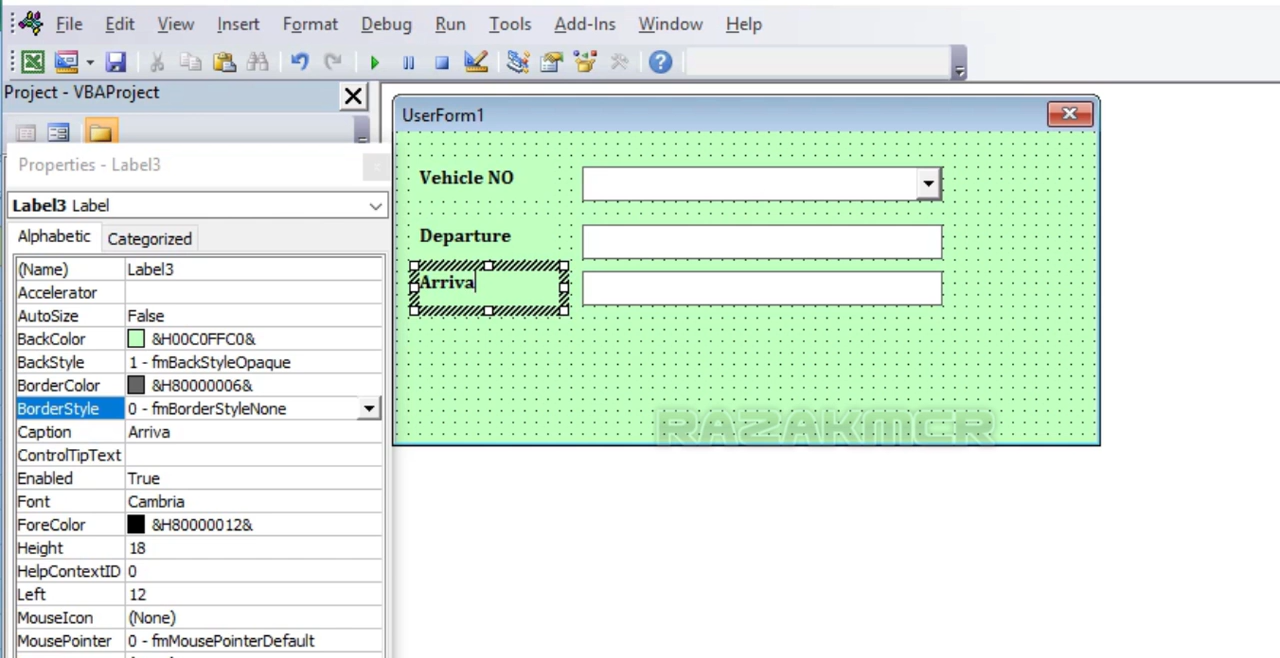 File Edit View Insert Format Debug Run Tools Add-Ins Window Help
Project - VBAProject
Properties - Label3
Label3 Label
Alphabetic Categorized
(Name) Label3
Accelerator
AutoSize False
BackColor &H00C0FFC0&
BackStyle 1 - fmBackStyleOpaque
BorderColor &H80000006&
BorderStyle 0 - fmBorderStyleNone
Caption Arriva
ControlTipText
Enabled True
Font Cambria
ForeColor &H80000012&
Height 18
HelpContextID 0
Left 12
MouseIcon (None)
MousePointer 0 - fmMousePointerDefault
UserForm1
Vehicle NO
Departure
Arriva
RAZAKMCR